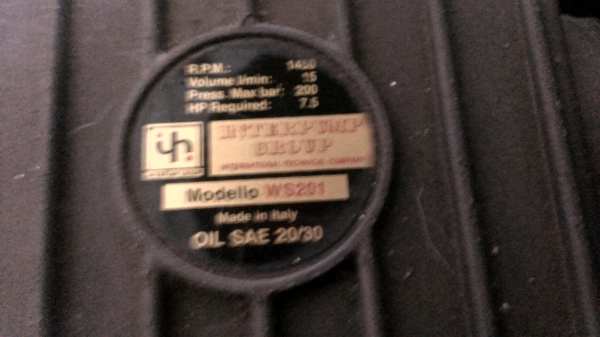 R.P.M.: 1450
Volume l/min: 15
Press. Max bar: 200
HP Required: 7.5
INTERPUMP
GROUP
INTERNATIONAL TECHNICAL COMPANY
Modello WS201
Made in Italy
OIL SAE 20/30